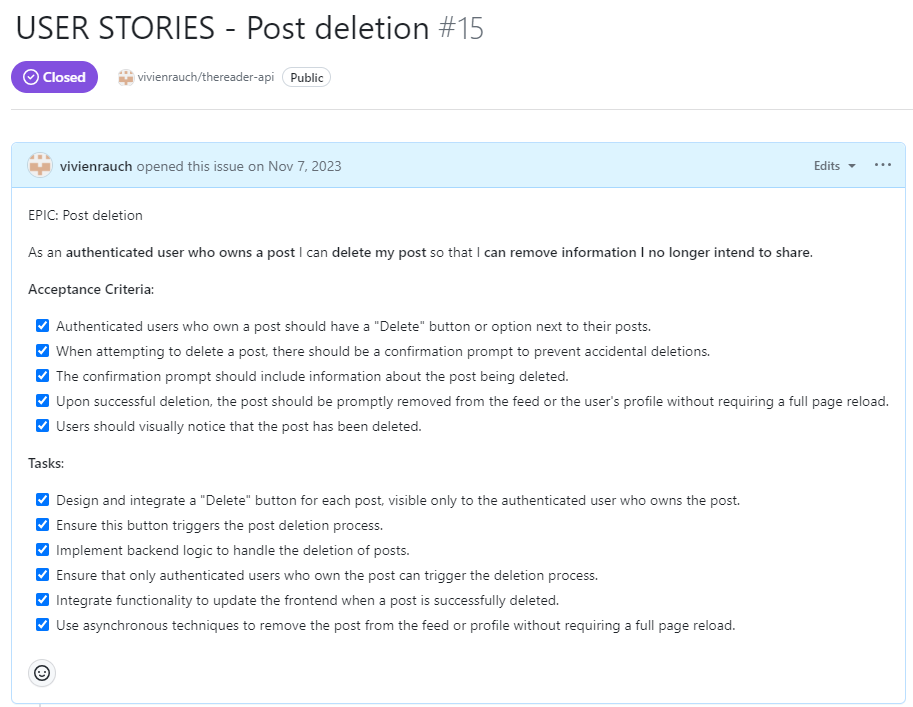 USER STORIES - Post deletion #15
Closed vivienrauch/thereader-api Public
vivienrauch opened this issue on Nov 7, 2023 Edits
EPIC: Post deletion
As an authenticated user who owns a post I can delete my post so that I can remove information I no longer intend to share.
Acceptance Criteria:
Authenticated users who own a post should have a "Delete" button or option next to their posts.
When attempting to delete a post, there should be a confirmation prompt to prevent accidental deletions.
The confirmation prompt should include information about the post being deleted.
Upon successful deletion, the post should be promptly removed from the feed or the user's profile without requiring a full page reload.
Users should visually notice that the post has been deleted.
Tasks:
Design and integrate a "Delete" button for each post, visible only to the authenticated user who owns the post.
Ensure this button triggers the post deletion process.
Implement backend logic to handle the deletion of posts.
Ensure that only authenticated users who own the post can trigger the deletion process.
Integrate functionality to update the frontend when a post is successfully deleted.
Use asynchronous techniques to remove the post from the feed or profile without requiring a full page reload.